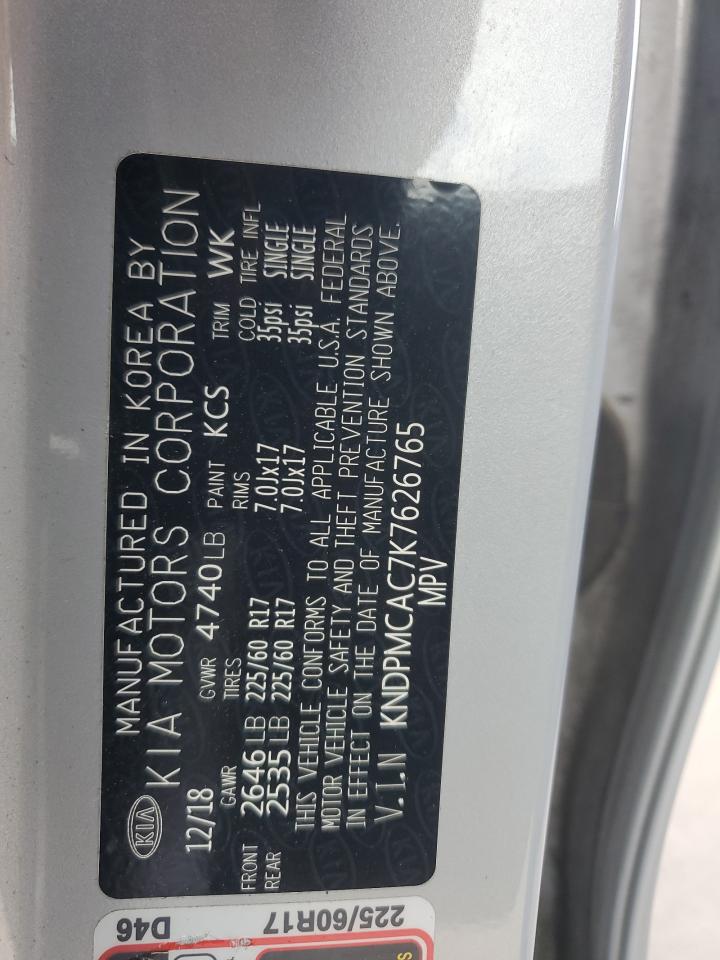 KIA MANUFACTURED IN KOREA BY
KIA MOTORS CORPORATION
12/18 GVWR 4740LB PAINT KCS TRIM WK
GAWR TIRES RIMS COLD TIRE INFL
FRONT 2646LB 225/60 R17 7.0Jx17 35psi SINGLE
REAR 2535LB 225/60 R17 7.0Jx17 35psi SINGLE
THIS VEHICLE CONFORMS TO ALL APPLICABLE U.S.A. FEDERAL
MOTOR VEHICLE SAFETY AND THEFT PREVENTION STANDARDS
IN EFFECT ON THE DATE OF MANUFACTURE SHOWN ABOVE.
V.I.N KNDPMCAC7K7626765
MPV
D46
225/60R17